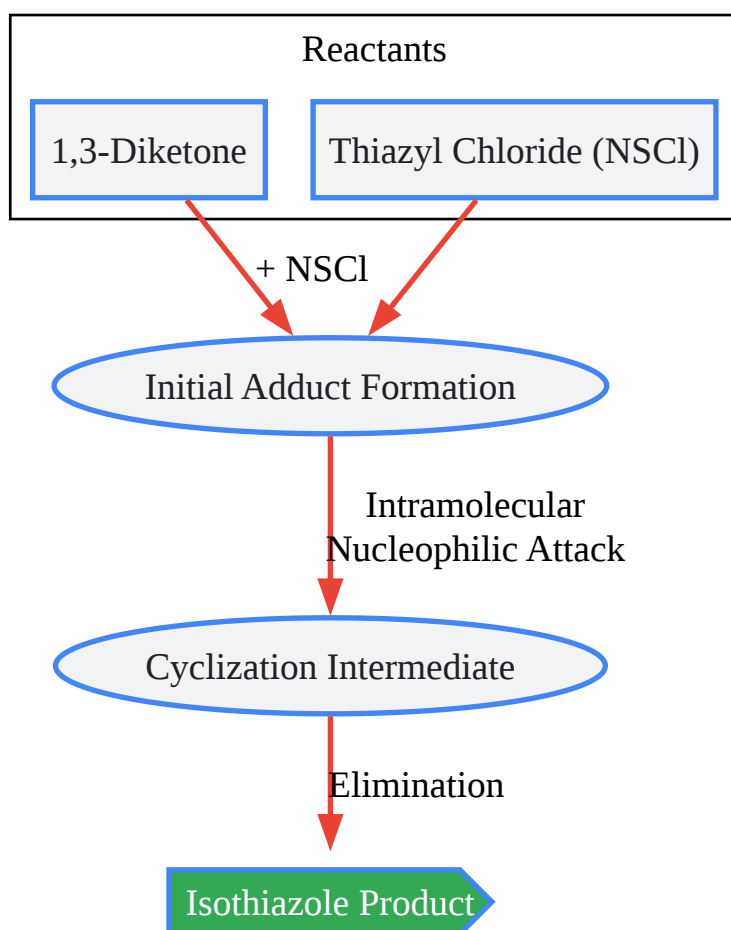 Reactants
1,3-Diketone
Thiazyl Chloride (NSCl)
+ NSCl
Initial Adduct Formation
Intramolecular
Nucleophilic Attack
Cyclization Intermediate
Elimination
Isothiazole Product